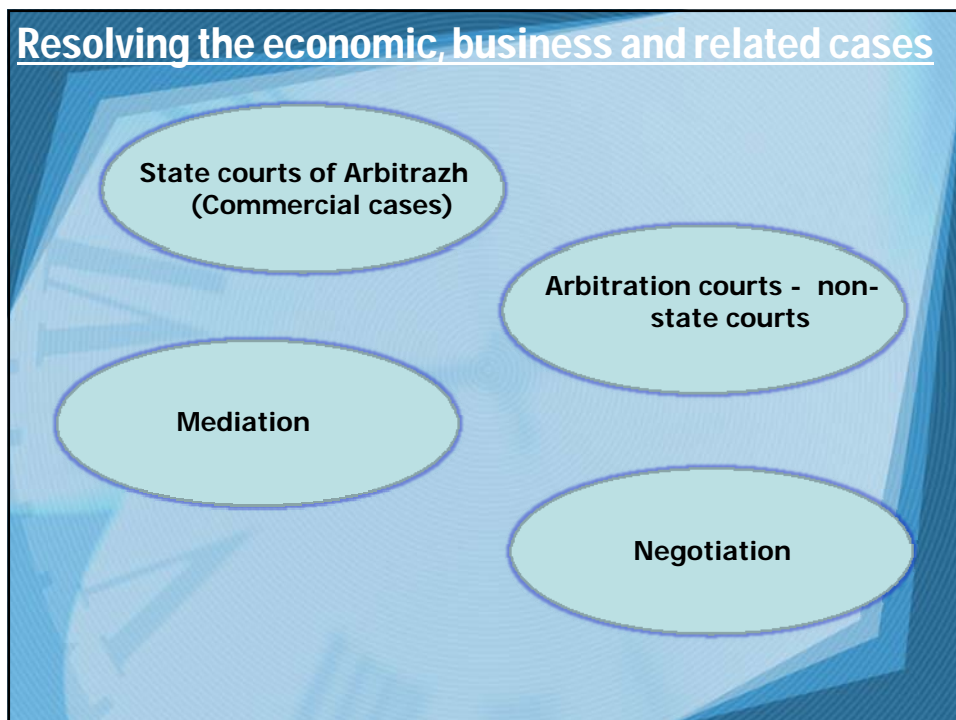 Resolving the economic, business and related cases
State courts of Arbitrazh
(Commercial cases)
Arbitration courts - non-
state courts
Mediation
Negotiation